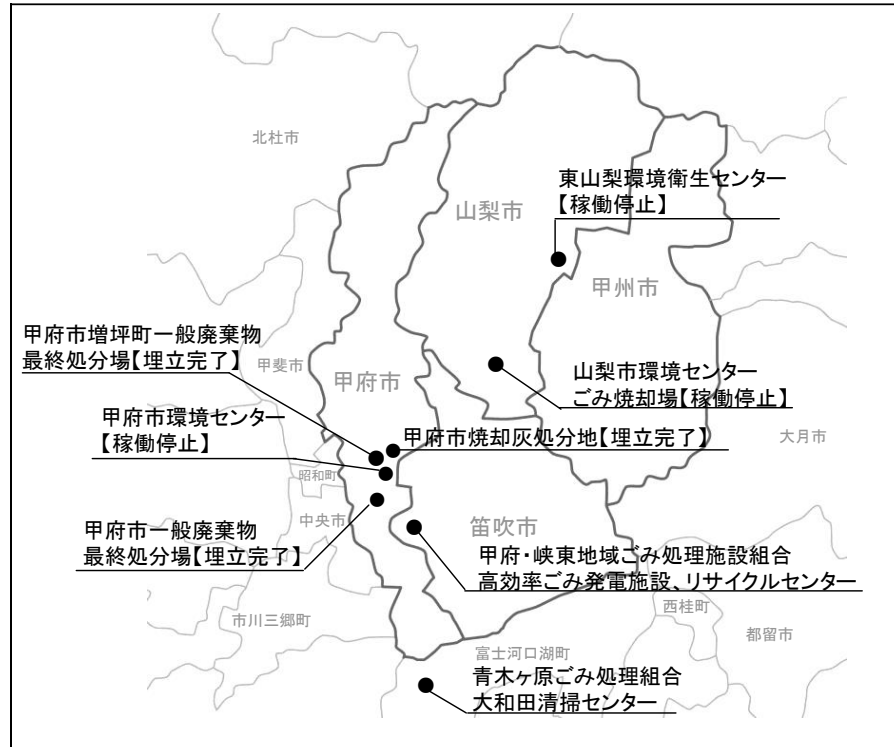 北杜市
東山梨環境衛生センター
【稼働停止】
山梨市
甲州市
甲府市増坪町一般廃棄物
最終処分場【埋立完了】
甲斐市
甲府市
山梨市環境センター
ごみ焼却場【稼働停止】
甲府市環境センター
【稼働停止】
甲府市焼却灰処分地【埋立完了】
大月市
昭和町
中央市
笛吹市
甲府市一般廃棄物
最終処分場【埋立完了】
甲府・峡東地域ごみ処理施設組合
高効率ごみ発電施設、リサイクルセンター
市川三郷町
西桂町
都留市
富士河口湖町
青木ヶ原ごみ処理組合
大和田清掃センター